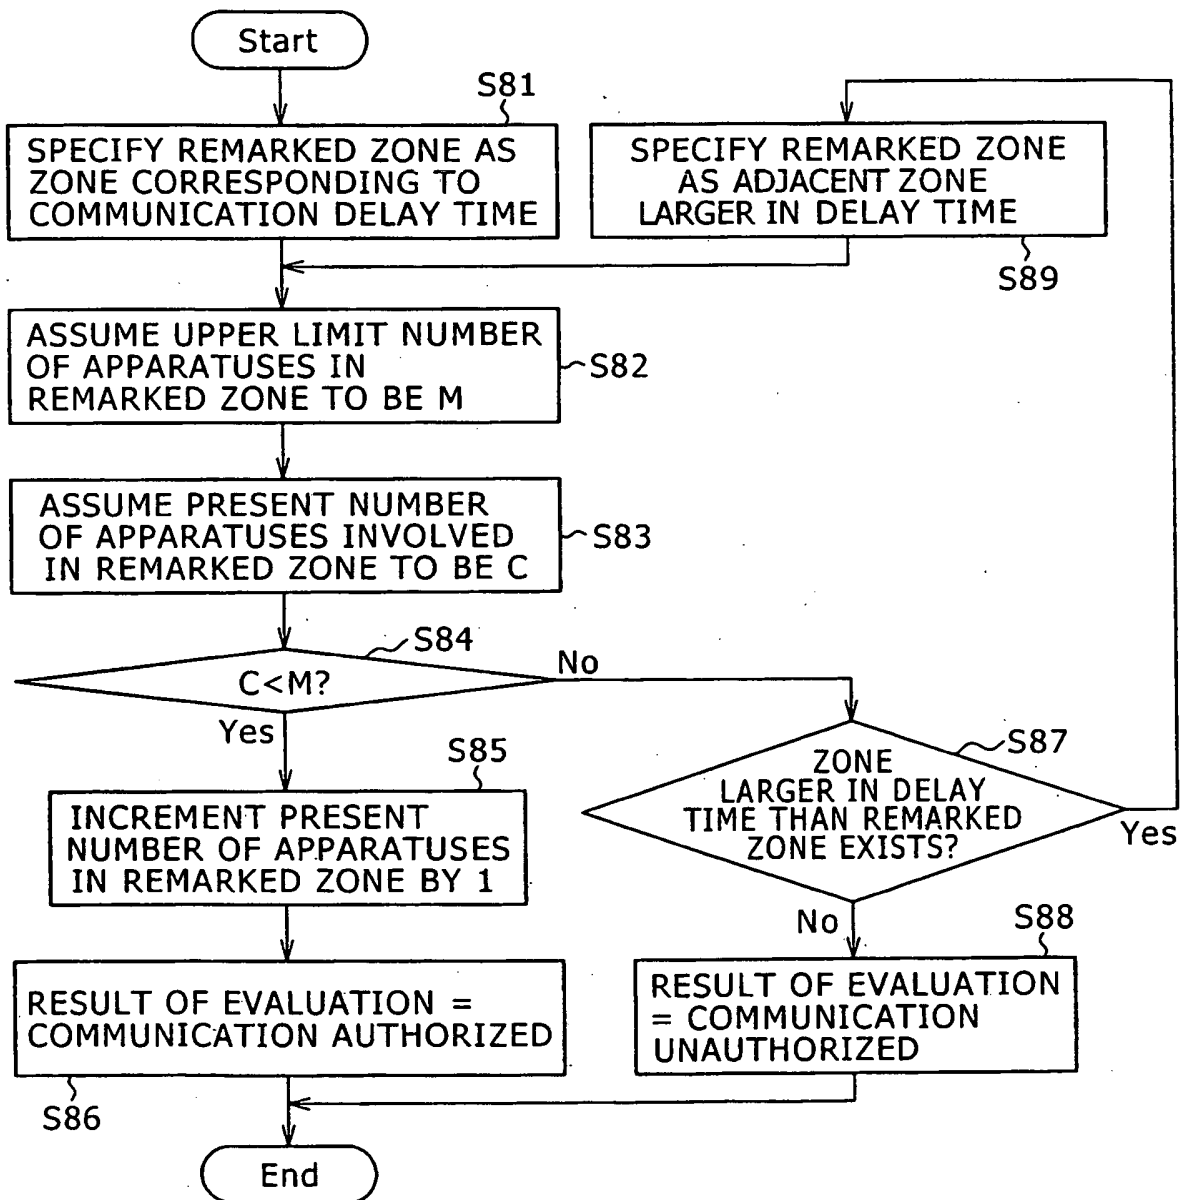 Start
S81
SPECIFY REMARKED ZONE AS
ZONE CORRESPONDING TO
COMMUNICATION DELAY TIME
SPECIFY REMARKED ZONE
AS ADJACENT ZONE
LARGER IN DELAY TIME
S89
ASSUME UPPER LIMIT NUMBER
OF APPARATUSES IN
REMARKED ZONE TO BE M
S82
ASSUME PRESENT NUMBER
OF APPARATUSES INVOLVED
IN REMARKED ZONE TO BE C
S83
S84
C<M?
No
Yes
S87
ZONE
LARGER IN DELAY
TIME THAN REMARKED
ZONE EXISTS?
Yes
No
S85
INCREMENT PRESENT
NUMBER OF APPARATUSES
IN REMARKED ZONE BY 1
S88
RESULT OF EVALUATION =
COMMUNICATION AUTHORIZED
S86
RESULT OF EVALUATION
= COMMUNICATION
UNAUTHORIZED
End